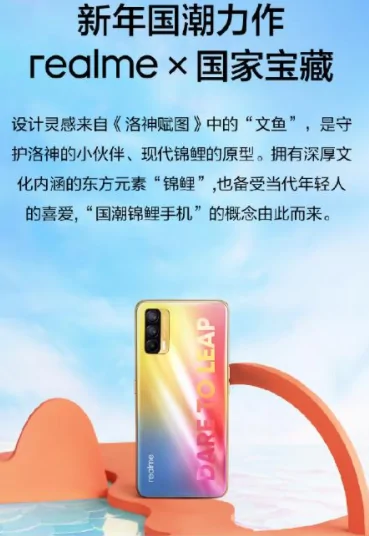 新年国潮力作
realme × 国家宝藏
设计灵感来自《洛神赋图》中的“文鱼”，是守
护洛神的小伙伴、现代锦鲤的原型。拥有深厚文
化内涵的东方元素“锦鲤”,也备受当代年轻人
的喜爱,“国潮锦鲤手机”的概念由此而来。
DARE TO LEAP
realme